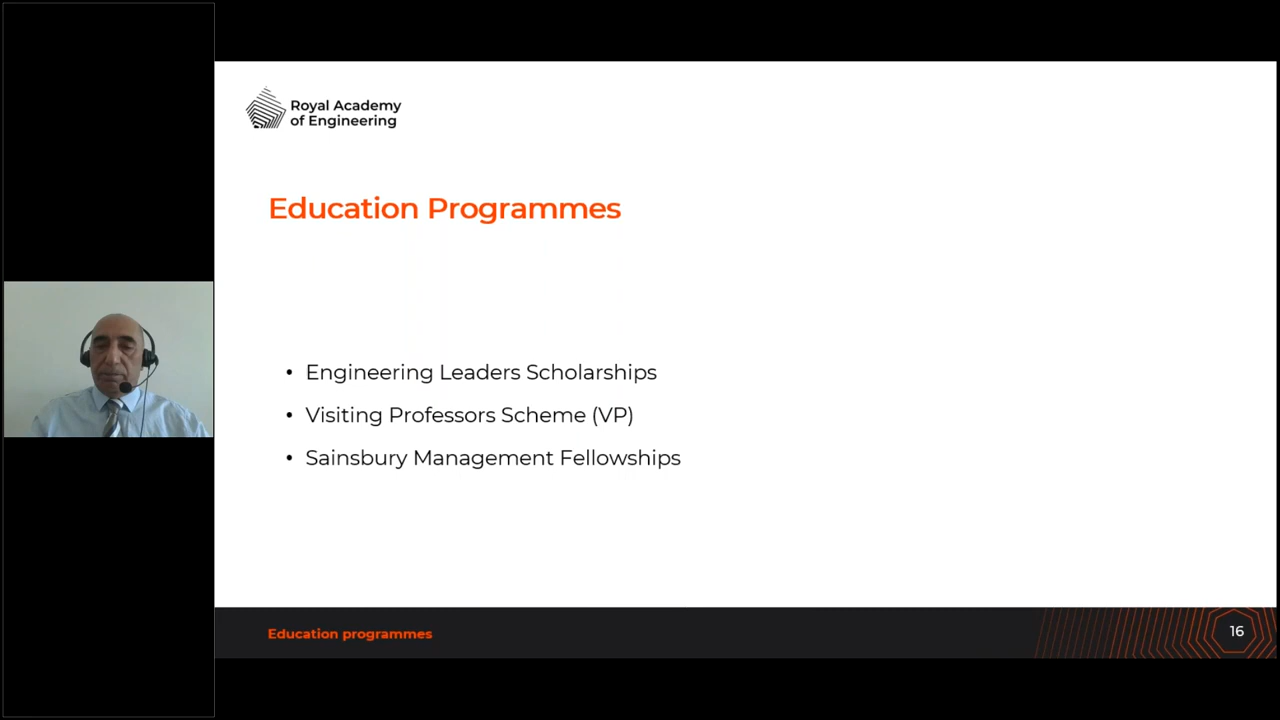 Royal Academy
of Engineering
Education Programmes
• Engineering Leaders Scholarships
• Visiting Professors Scheme (VP)
• Sainsbury Management Fellowships
Education programmes
16